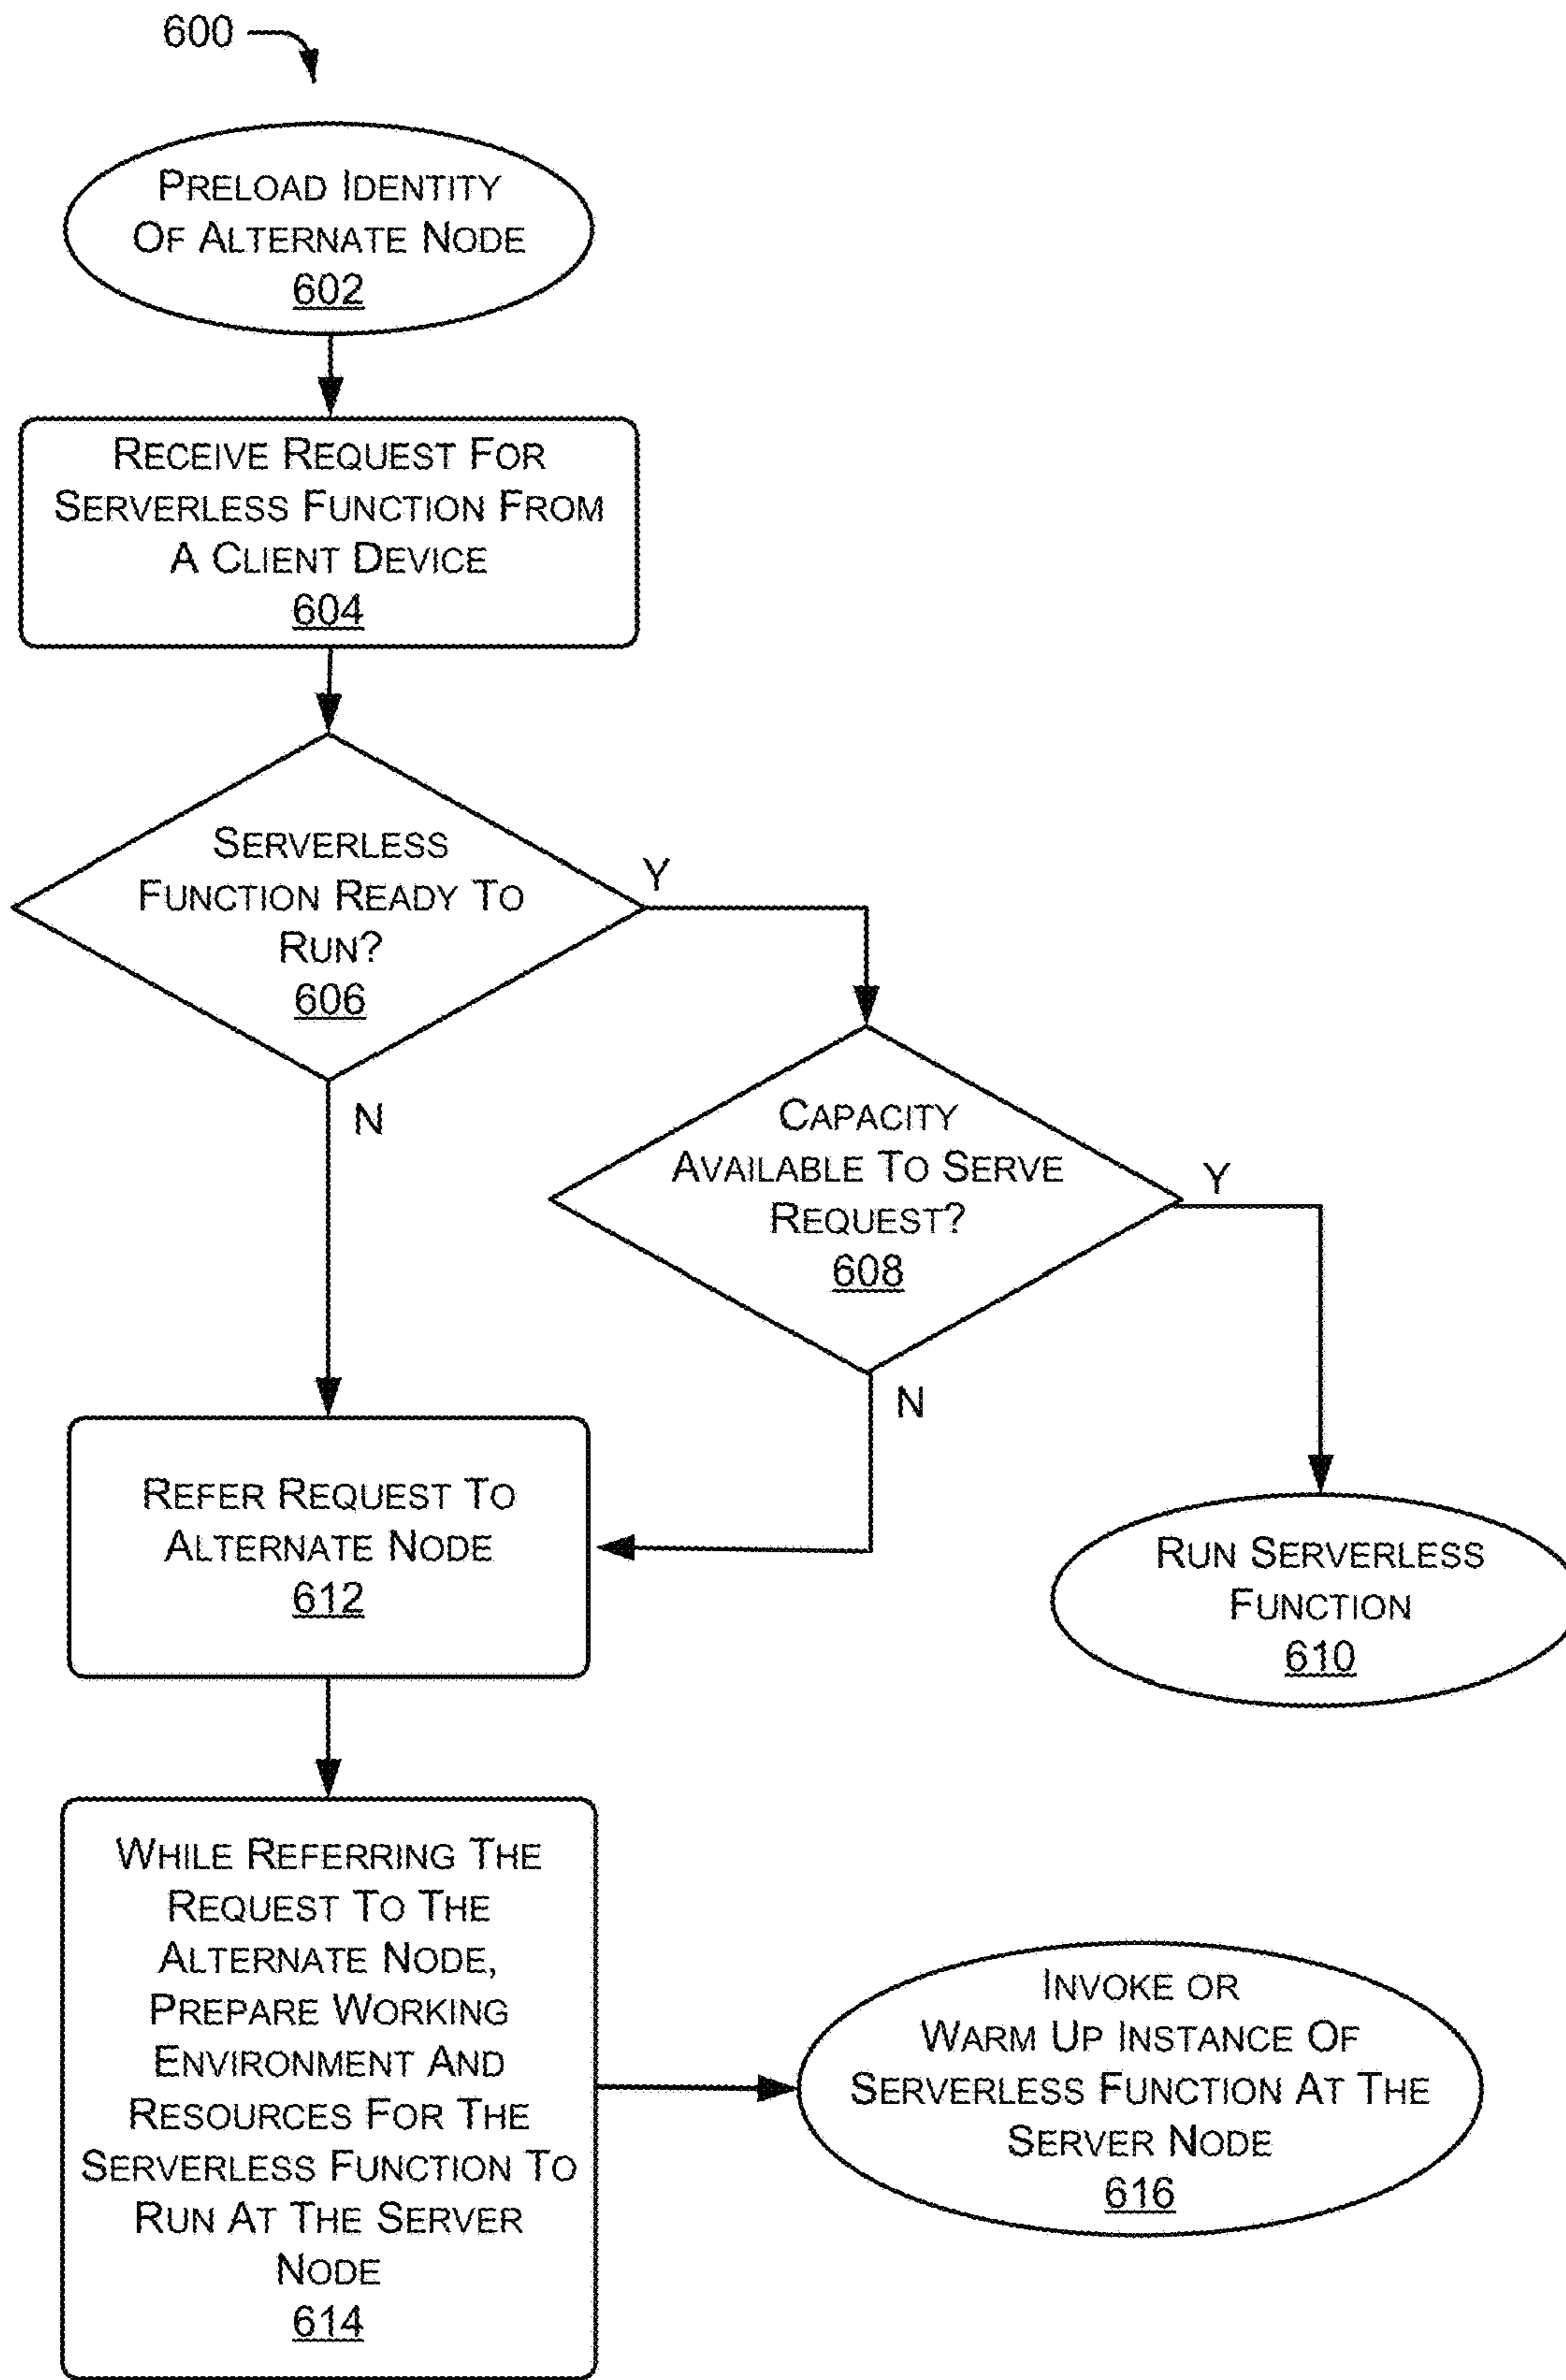 600
PRELOAD IDENTITY
OF ALTERNATE NODE
602
RECEIVE REQUEST FOR
SERVERLESS FUNCTION FROM
A CLIENT DEVICE
604
SERVERLESS
FUNCTION READY TO
RUN?
606
Y
N
CAPACITY
AVAILABLE TO SERVE
REQUEST?
608
Y
N
RUN SERVERLESS
FUNCTION
610
REFER REQUEST TO
ALTERNATE NODE
612
WHILE REFERRING THE
REQUEST TO THE
ALTERNATE NODE,
PREPARE WORKING
ENVIRONMENT AND
RESOURCES FOR THE
SERVERLESS FUNCTION TO
RUN AT THE SERVER
NODE
614
INVOKE OR
WARM UP INSTANCE OF
SERVERLESS FUNCTION AT THE
SERVER NODE
616